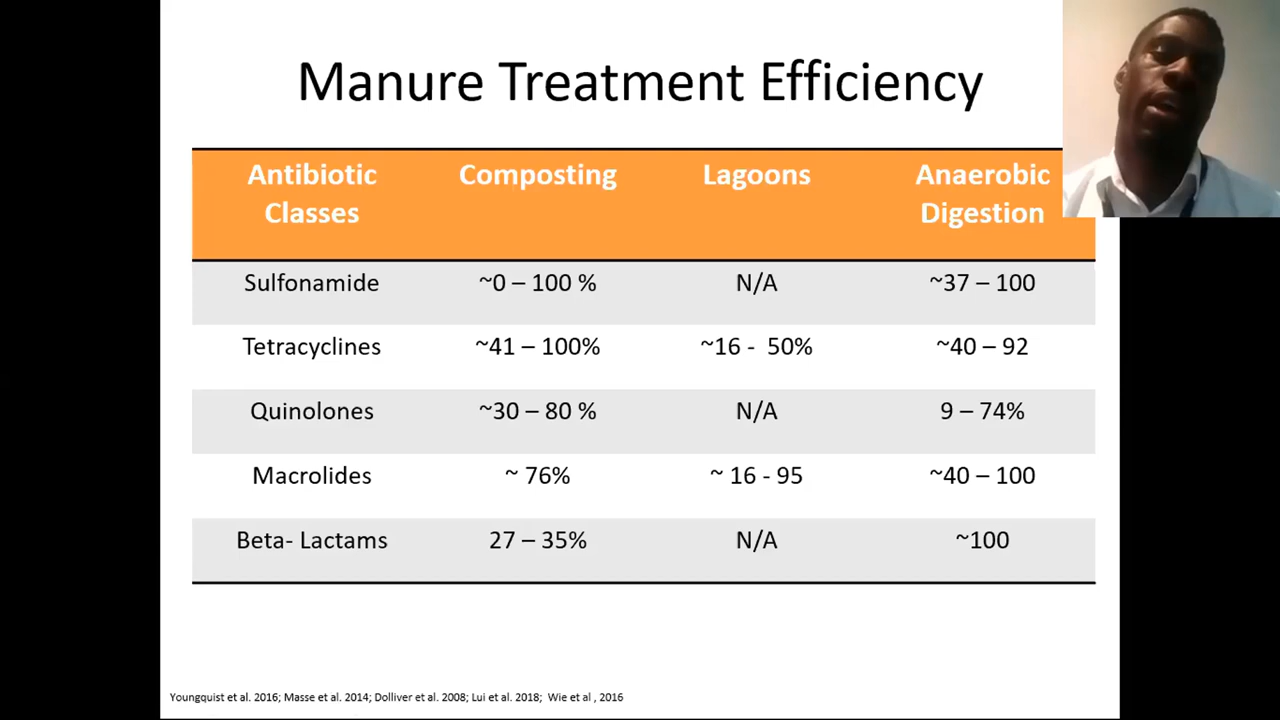 Manure Treatment Efficiency
Antibiotic Classes Composting Lagoons Anaerobic Digestion
Sulfonamide ~0 – 100 % N/A ~37 – 100
Tetracyclines ~41 – 100% ~16 - 50% ~40 – 92
Quinolones ~30 – 80 % N/A 9 – 74%
Macrolides ~ 76% ~ 16 - 95 ~40 – 100
Beta- Lactams 27 – 35% N/A ~100
Youngquist et al. 2016; Masse et al. 2014; Dolliver et al. 2008; Lui et al. 2018; Wie et al , 2016